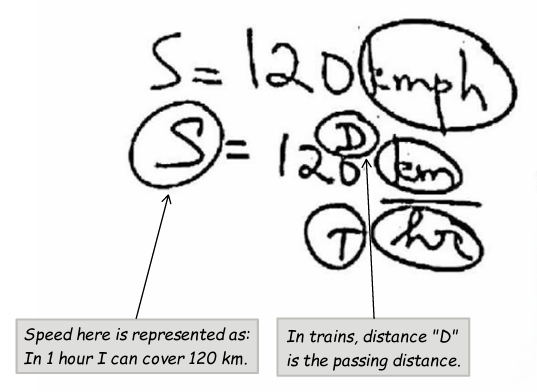 S = 120 kmph
S = 120 D km
T hr
Speed here is represented as:
In 1 hour I can cover 120 km.
In trains, distance "D"
is the passing distance.